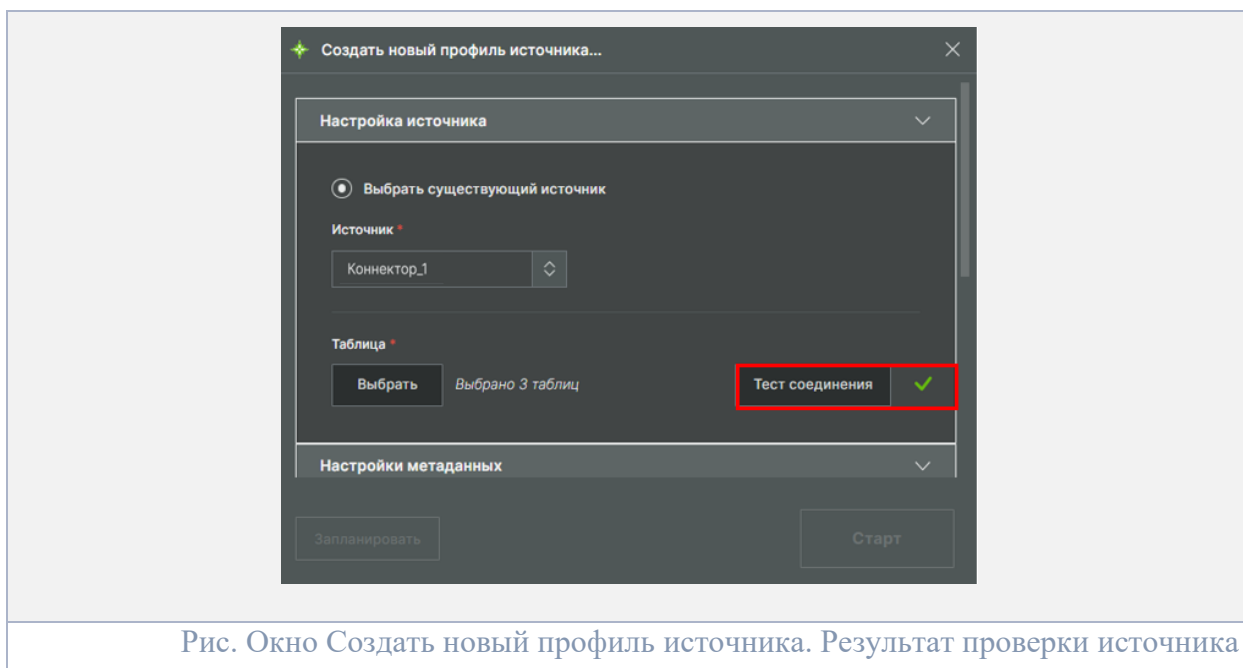 Создать новый профиль источника...
Настройка источника
Выбрать существующий источник
Источник *
Коннектор_1
Таблица *
Выбрать Выбрано 3 таблиц Тест соединения
Настройки метаданных
Запланировать Старт
Рис. Окно Создать новый профиль источника. Результат проверки источника